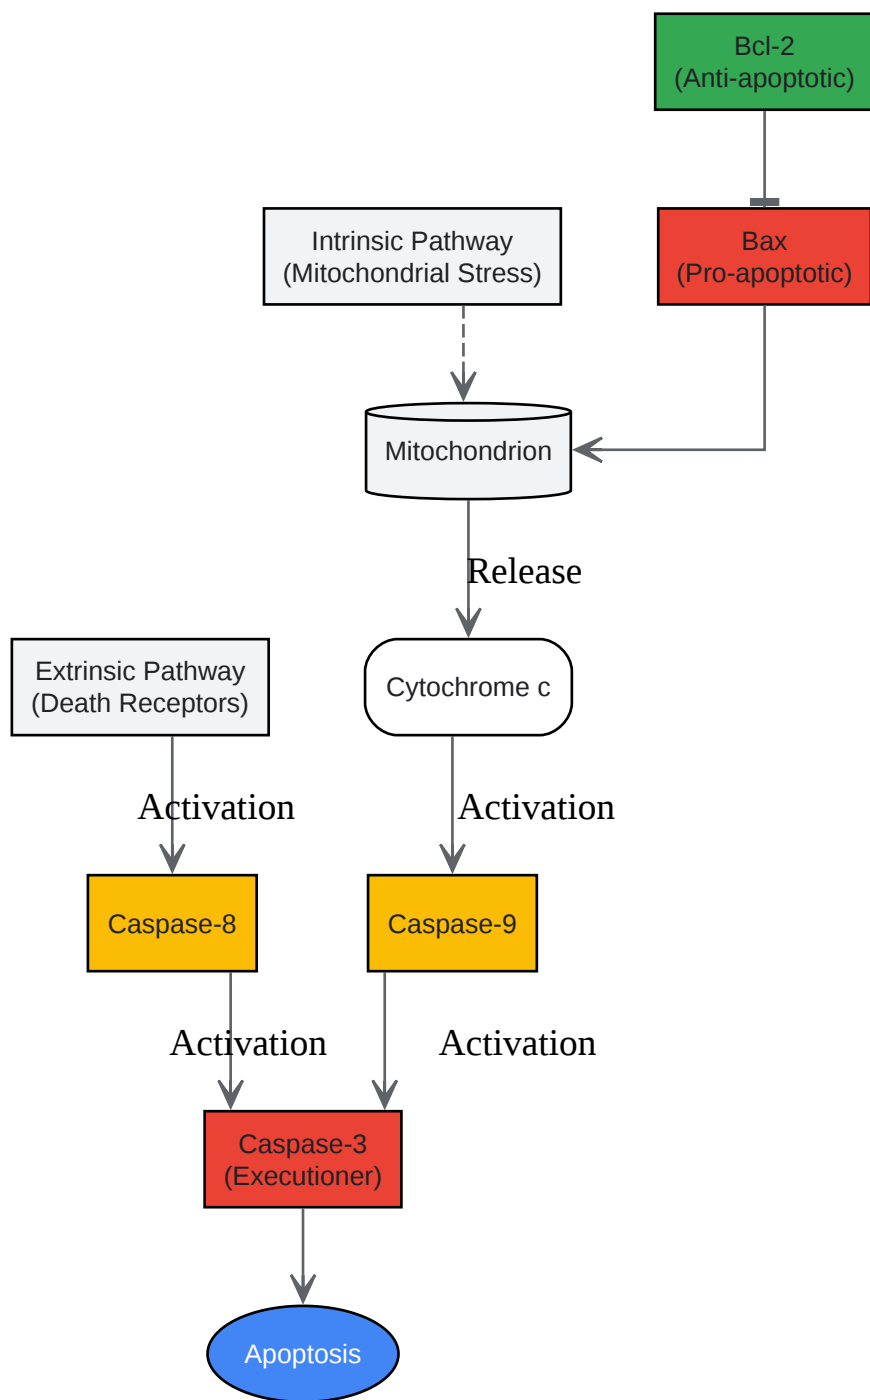 Bcl-2
(Anti-apoptotic)
Intrinsic Pathway
(Mitochondrial Stress)
Bax
(Pro-apoptotic)
Mitochondrion
Release
Extrinsic Pathway
(Death Receptors)
Cytochrome c
Activation
Activation
Caspase-8
Caspase-9
Activation
Activation
Caspase-3
(Executioner)
Apoptosis